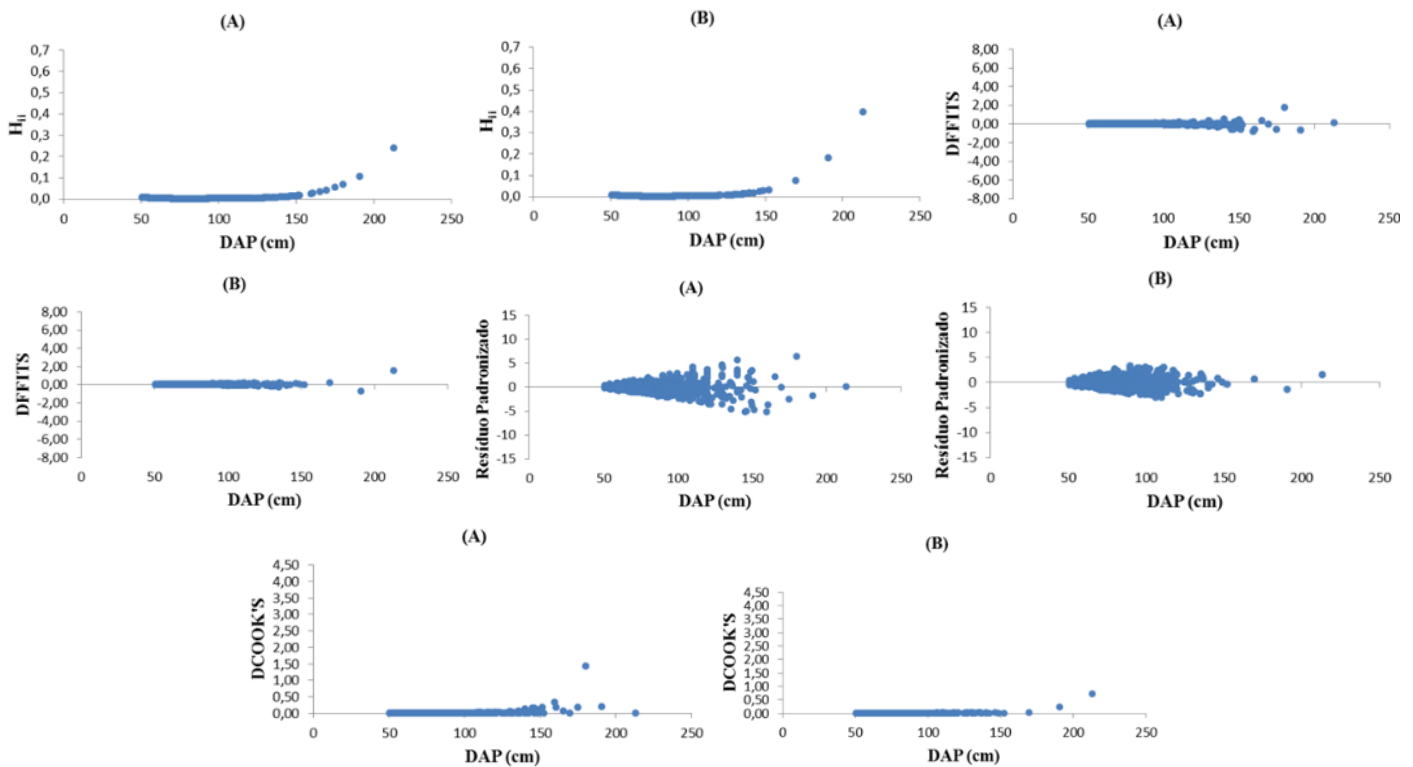 (A)
0,7
0,6
0,5
0,4
0,3
0,2
0,1
0,0
Hii
0 50 100 150 200 250
DAP (cm)
(B)
0,7
0,6
0,5
0,4
0,3
0,2
0,1
0,0
Hii
0 50 100 150 200 250
DAP (cm)
(A)
8,00
6,00
4,00
2,00
0,00
-2,00
-4,00
-6,00
-8,00
DFFITS
0 50 100 150 200 250
DAP (cm)
(B)
8,00
6,00
4,00
2,00
0,00
-2,00
-4,00
-6,00
-8,00
DFFITS
0 50 100 150 200 250
DAP (cm)
(A)
15
10
5
0
-5
-10
-15
Resíduo Padronizado
0 50 100 150 200 250
DAP (cm)
(B)
15
10
5
0
-5
-10
-15
Resíduo Padronizado
0 50 100 150 200 250
DAP (cm)
(A)
4,50
4,00
3,50
3,00
2,50
2,00
1,50
1,00
0,50
0,00
DCOOK'S
0 50 100 150 200 250
DAP (cm)
(B)
4,50
4,00
3,50
3,00
2,50
2,00
1,50
1,00
0,50
0,00
DCOOK'S
0 50 100 150 200 250
DAP (cm)